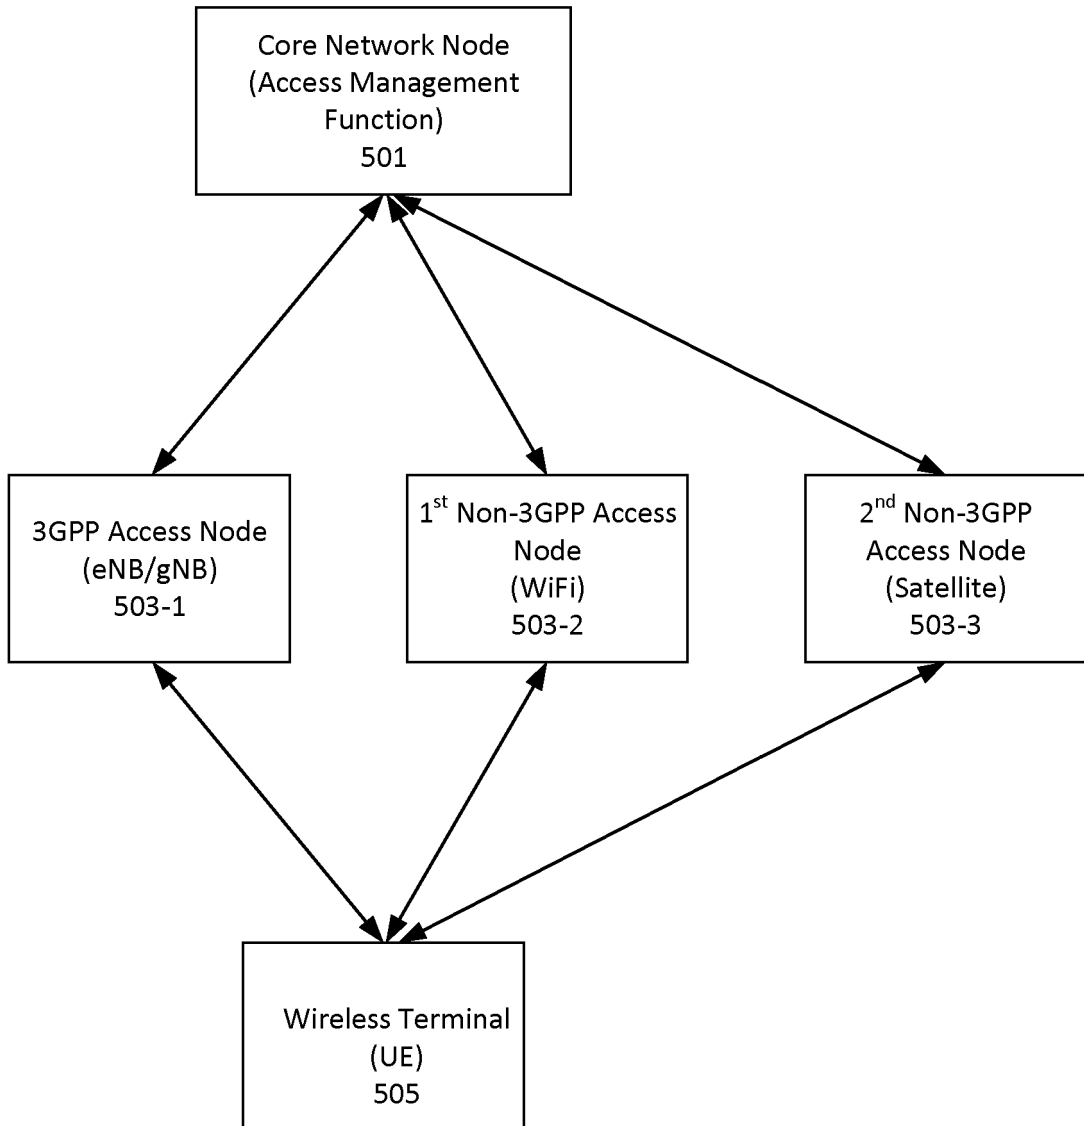 Core Network Node
(Access Management
Function)
501
3GPP Access Node
(eNB/gNB)
503-1
1st Non-3GPP Access
Node
(WiFi)
503-2
2nd Non-3GPP
Access Node
(Satellite)
503-3
Wireless Terminal
(UE)
505